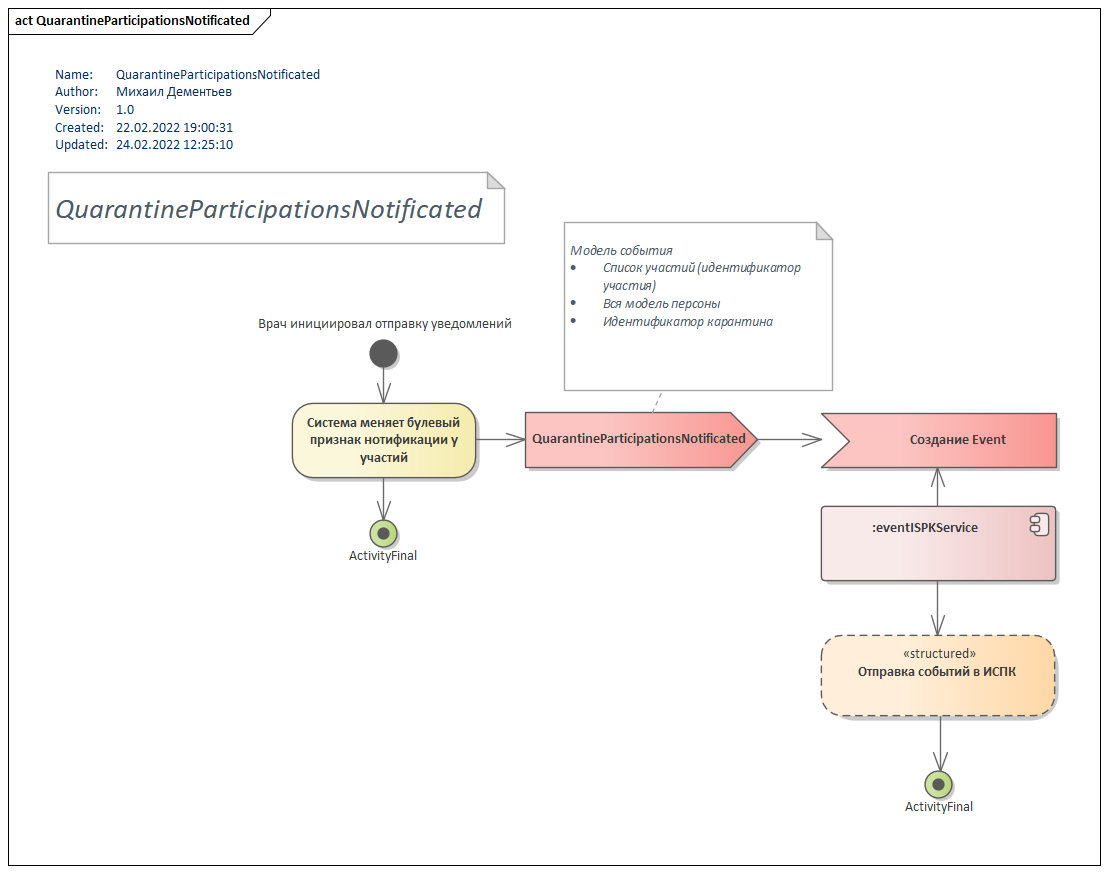 act QuarantineParticipationsNotificated
Name: QuarantineParticipationsNotificated
Author: Михаил Дементьев
Version: 1.0
Created: 22.02.2022 19:00:31
Updated: 24.02.2022 12:25:10
QuarantineParticipationsNotificated
Модель события
• Список участий (идентификатор
участия)
• Вся модель персоны
• Идентификатор карантина
Врач инициировал отправку уведомлений
Система меняет булевый
признак нотификации у
участий
QuarantineParticipationsNotificated
Создание Event
:eventISPKService
ActivityFinal
«structured»
Отправка событий в ИСПК
ActivityFinal